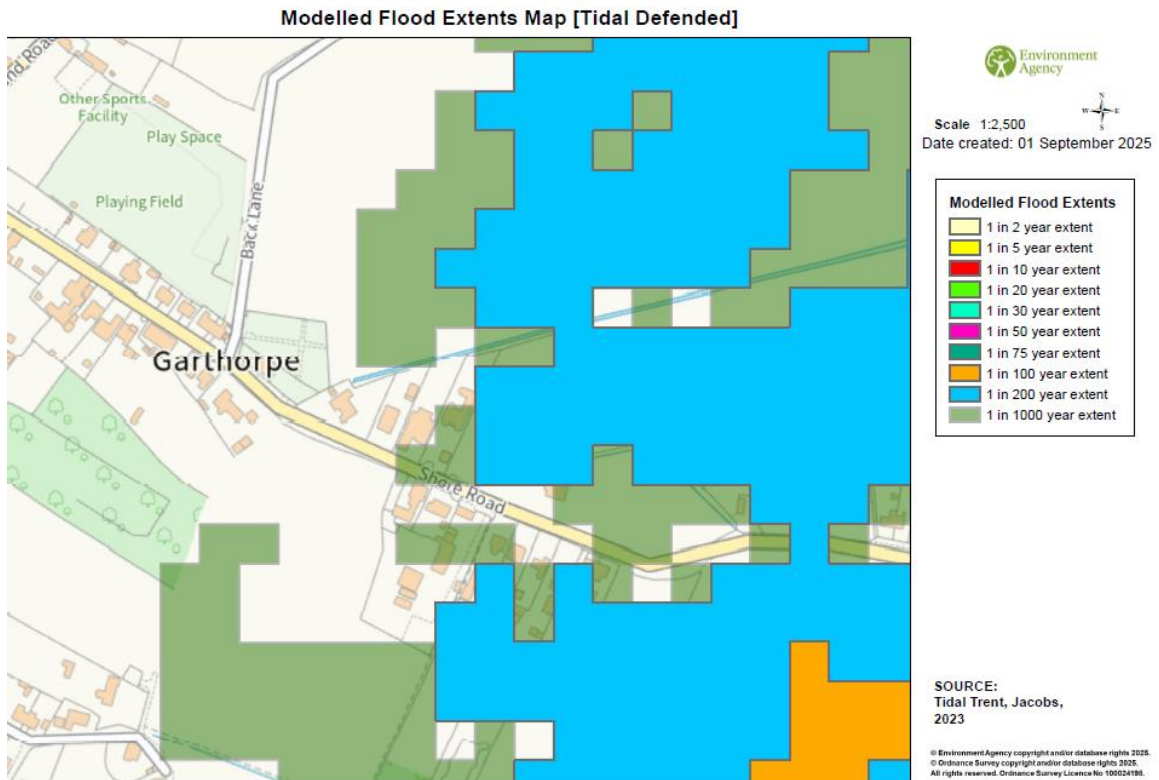 Modelled Flood Extents Map [Tidal Defended]
Other Sports
Facility
Play Space
Playing Field
Back Lane
Garthorpe
Shore Road
Environment
Agency
N
W
E
S
Scale 1:2,500
Date created: 01 September 2025
Modelled Flood Extents
1 in 2 year extent
1 in 5 year extent
1 in 10 year extent
1 in 20 year extent
1 in 30 year extent
1 in 50 year extent
1 in 75 year extent
1 in 100 year extent
1 in 200 year extent
1 in 1000 year extent
SOURCE:
Tidal Trent, Jacobs,
2023
© Environment Agency copyright and/or database rights 2025.
© Ordnance Survey copyright and/or database rights 2025.
All rights reserved. Ordnance Survey Licence No 100024198.